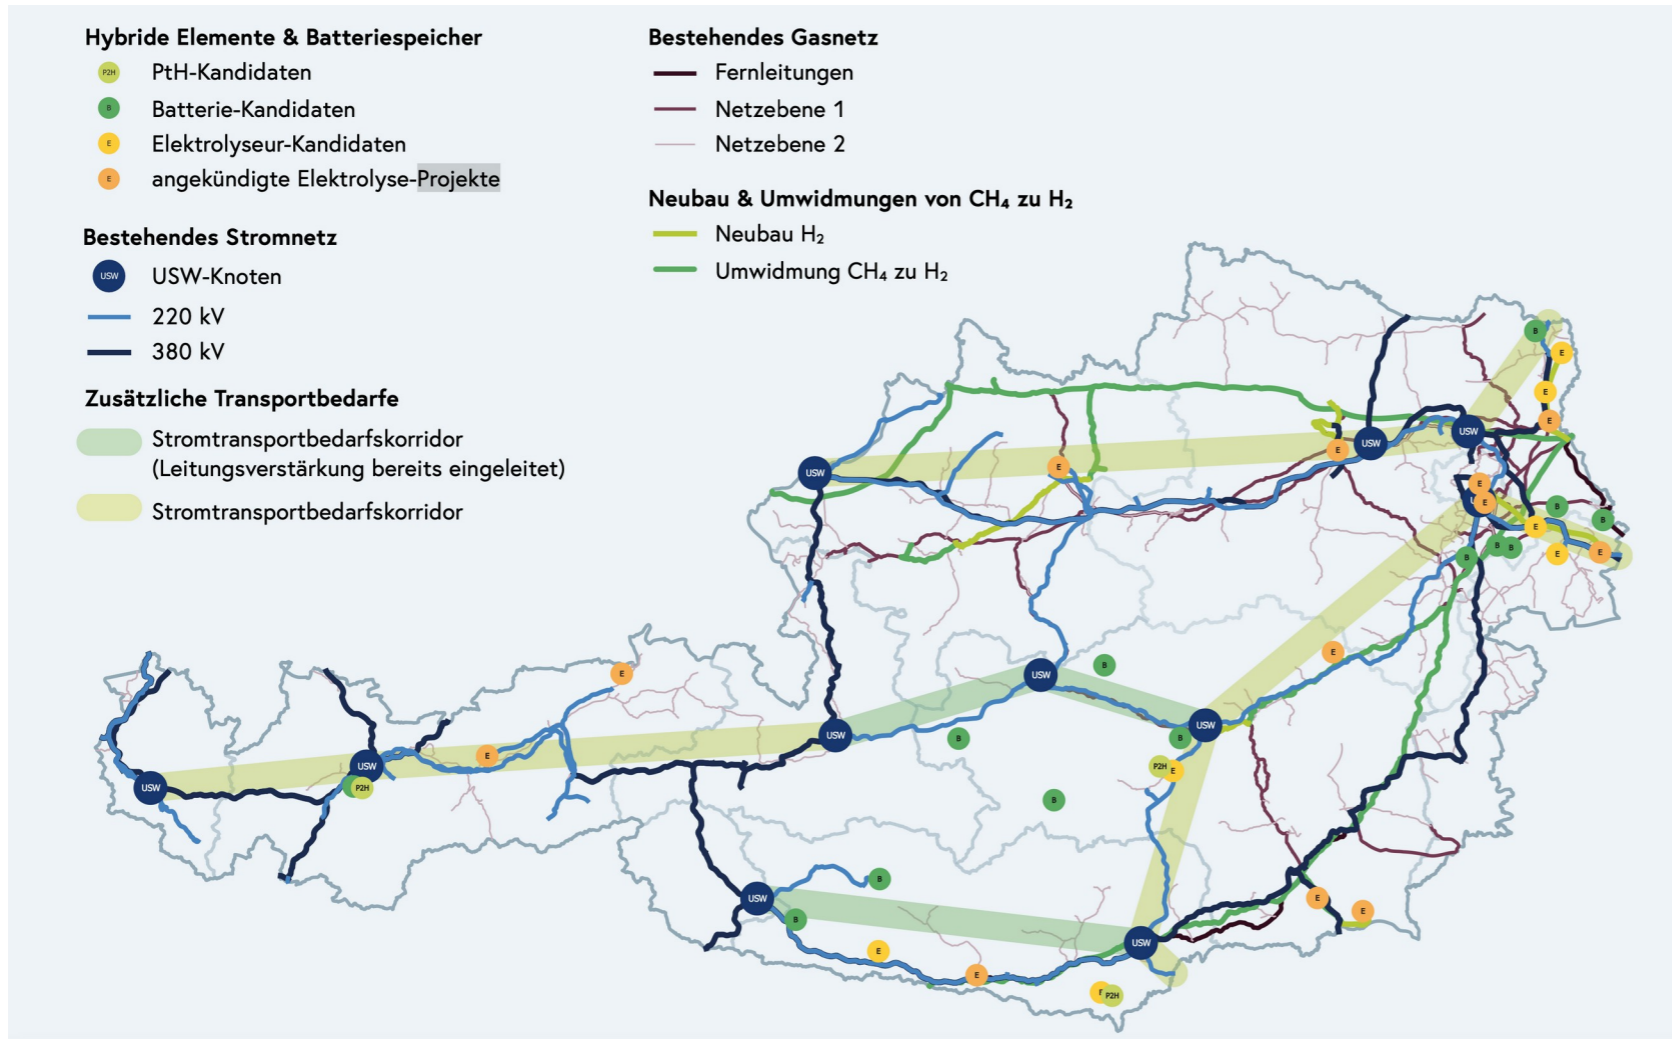 Hybride Elemente & Batteriespeicher
P2H PtH-Kandidaten
B Batterie-Kandidaten
E Elektrolyseur-Kandidaten
E angekündigte Elektrolyse-Projekte
Bestehendes Stromnetz
USW USW-Knoten
220 kV
380 kV
Zusätzliche Transportbedarfe
Stromtransportbedarfskorridor
(Leitungsverstärkung bereits eingeleitet)
Stromtransportbedarfskorridor
Bestehendes Gasnetz
Fernleitungen
Netzebene 1
Netzebene 2
Neubau & Umwidmungen von CH₄ zu H₂
Neubau H₂
Umwidmung CH₄ zu H₂
B
E
E
E
USW
USW
E
USW
E
E
E
B
B
E
B
B
B
E
E
E
B
USW
E
USW
B
USW
B
E
USW
P2H
E
USW
P2H
B
B
USW
B
E
E
E
USW
E
E
P2H